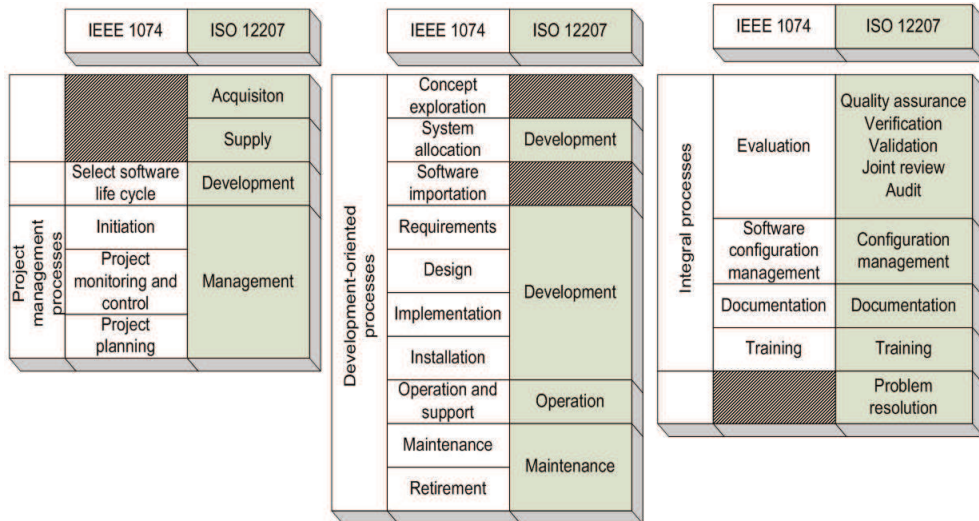 IEEE 1074
ISO 12207
Acquisiton
Supply
Select software
life cycle
Development
Project
management
processes
Initiation
Project
monitoring and
control
Project
planning
Management
IEEE 1074
ISO 12207
Development-oriented
processes
Concept
exploration
System
allocation
Development
Software
importation
Requirements
Design
Implementation
Installation
Development
Operation and
support
Operation
Maintenance
Retirement
Maintenance
IEEE 1074
ISO 12207
Integral processes
Evaluation
Quality assurance
Verification
Validation
Joint review
Audit
Software
configuration
management
Configuration
management
Documentation
Documentation
Training
Training
Problem
resolution